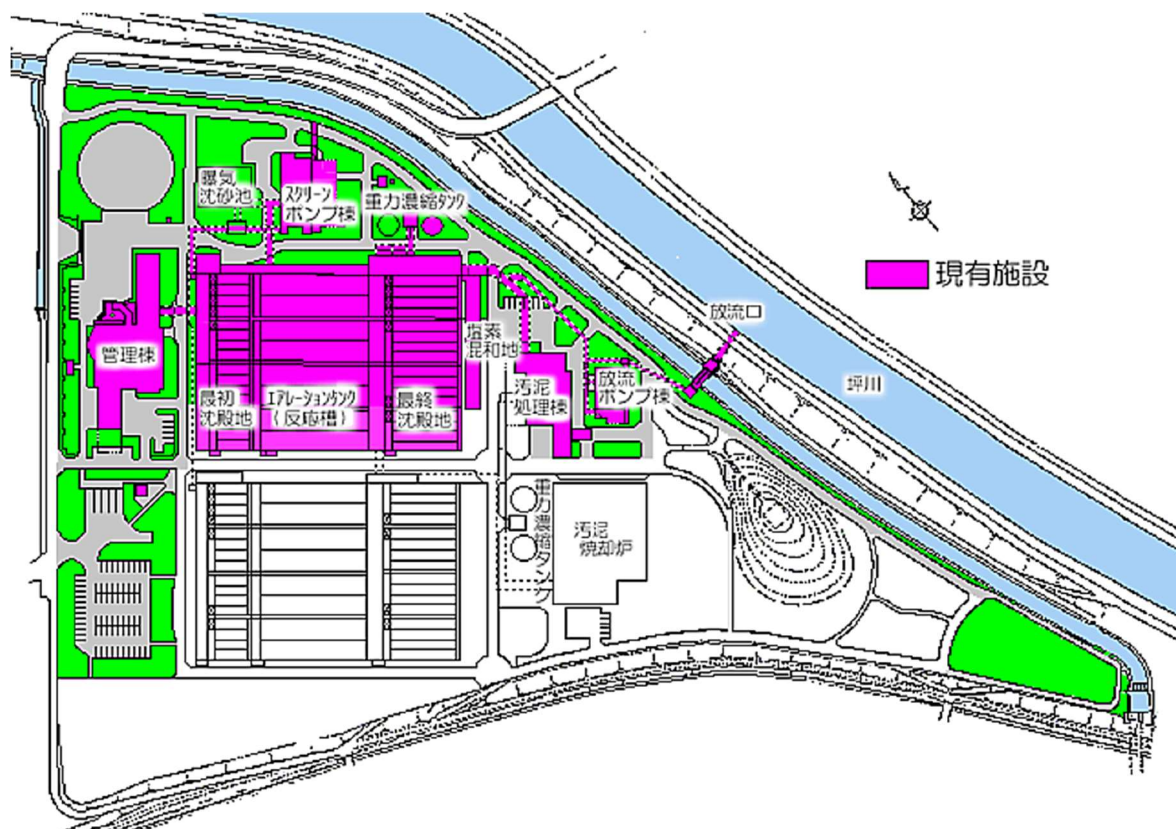 曝気
沈砂池
スクリーン
ポンプ棟
重力濃縮タンク
現有施設
放流口
管理棟
塩素
混和地
坪川
最初
沈殿地
エアレーションタンク
(反応槽)
最終
沈殿地
汚泥
処理棟
放流
ポンプ棟
重力濃縮タンク
汚泥
焼却炉